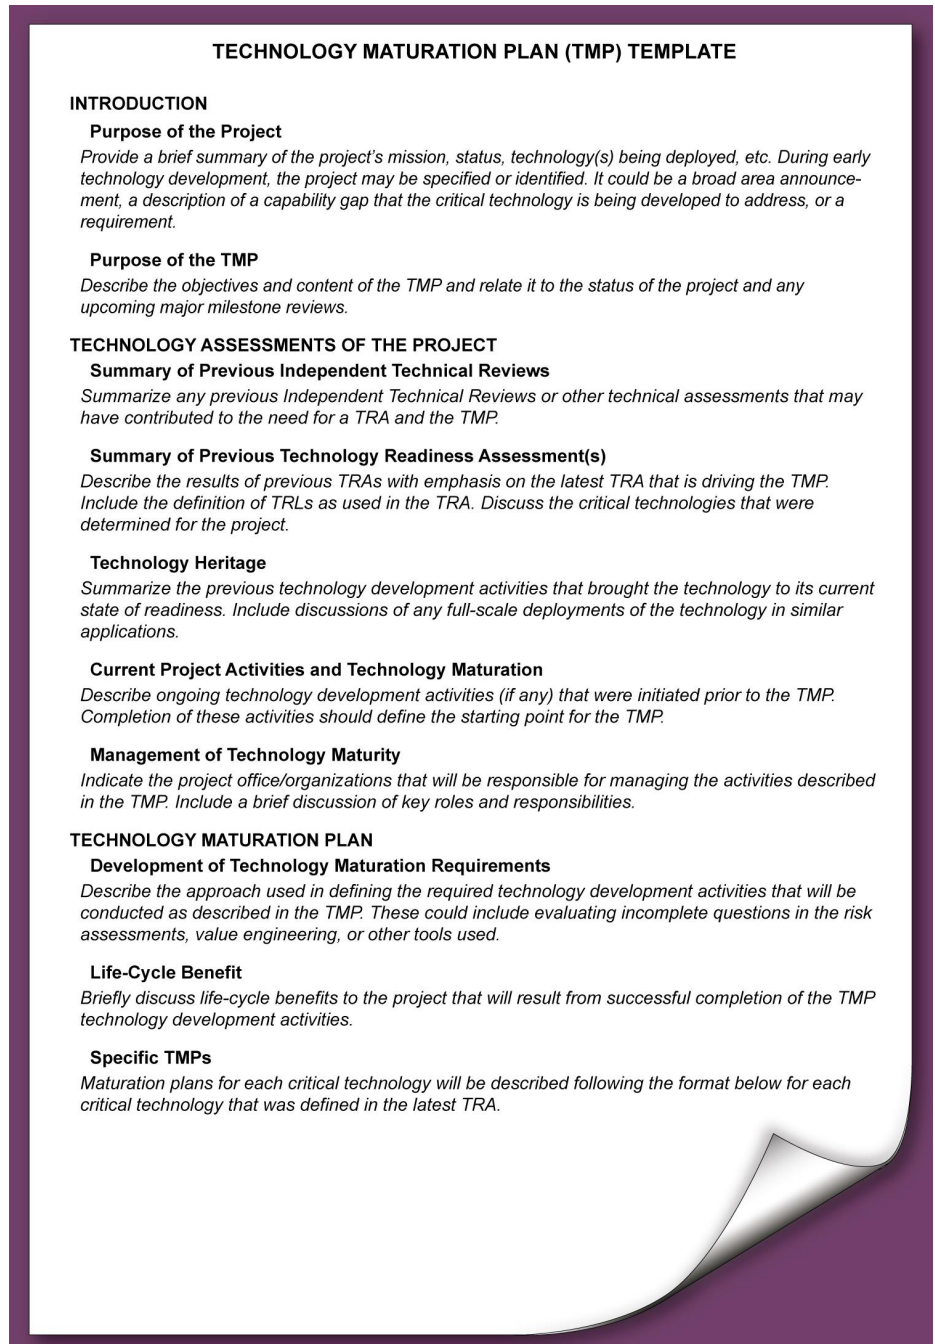 TECHNOLOGY MATURATION PLAN (TMP) TEMPLATE
INTRODUCTION
Purpose of the Project
Provide a brief summary of the project’s mission, status, technology(s) being deployed, etc. During early
technology development, the project may be specified or identified. It could be a broad area announce-
ment, a description of a capability gap that the critical technology is being developed to address, or a
requirement.
Purpose of the TMP
Describe the objectives and content of the TMP and relate it to the status of the project and any
upcoming major milestone reviews.
TECHNOLOGY ASSESSMENTS OF THE PROJECT
Summary of Previous Independent Technical Reviews
Summarize any previous Independent Technical Reviews or other technical assessments that may
have contributed to the need for a TRA and the TMP.
Summary of Previous Technology Readiness Assessment(s)
Describe the results of previous TRAs with emphasis on the latest TRA that is driving the TMP.
Include the definition of TRLs as used in the TRA. Discuss the critical technologies that were
determined for the project.
Technology Heritage
Summarize the previous technology development activities that brought the technology to its current
state of readiness. Include discussions of any full-scale deployments of the technology in similar
applications.
Current Project Activities and Technology Maturation
Describe ongoing technology development activities (if any) that were initiated prior to the TMP.
Completion of these activities should define the starting point for the TMP.
Management of Technology Maturity
Indicate the project office/organizations that will be responsible for managing the activities described
in the TMP. Include a brief discussion of key roles and responsibilities.
TECHNOLOGY MATURATION PLAN
Development of Technology Maturation Requirements
Describe the approach used in defining the required technology development activities that will be
conducted as described in the TMP. These could include evaluating incomplete questions in the risk
assessments, value engineering, or other tools used.
Life-Cycle Benefit
Briefly discuss life-cycle benefits to the project that will result from successful completion of the TMP
technology development activities.
Specific TMPs
Maturation plans for each critical technology will be described following the format below for each
critical technology that was defined in the latest TRA.